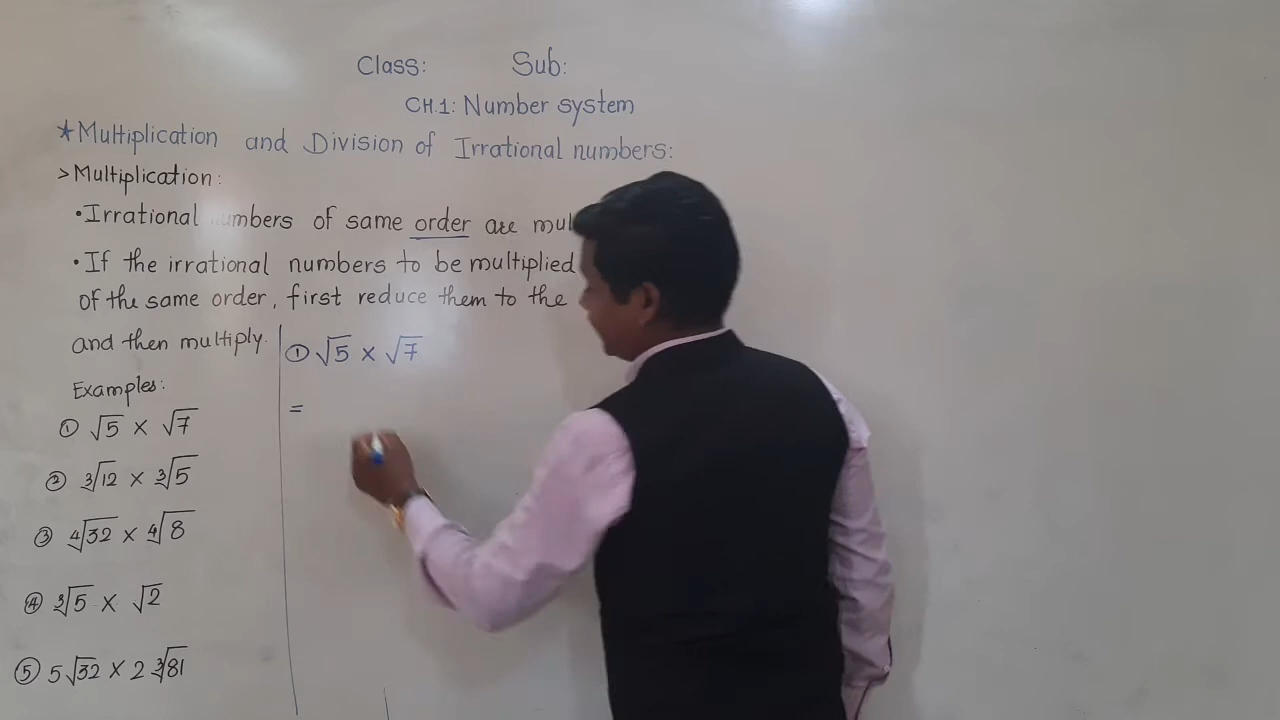 Class: Sub:
CH.1: Number system
★Multiplication and Division of Irrational numbers:
>Multiplication:
•Irrational numbers of same order are
•If the irrational numbers to be multiplied
of the same order, first reduce them to the
and then multiply.
Examples:
① √5 × √7
② ∛12 × ∛5
③ ∜32 × ∜8
④ ∛5 × √2
⑤ 5√32 × 2∛81
① √5 × √7
=